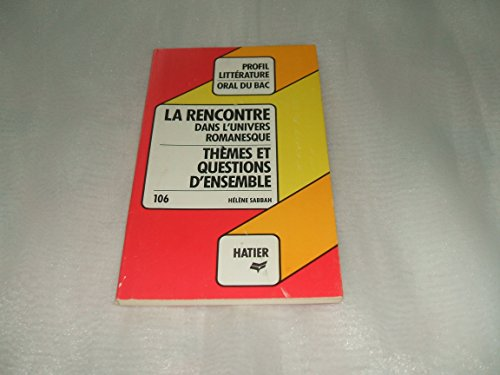 PROFIL
LITTÉRATURE
ORAL DU BAC
LA RENCONTRE
DANS L'UNIVERS
ROMANESQUE
THÈMES ET
QUESTIONS
D'ENSEMBLE
106 HÉLÈNE SABBAH
HATIER